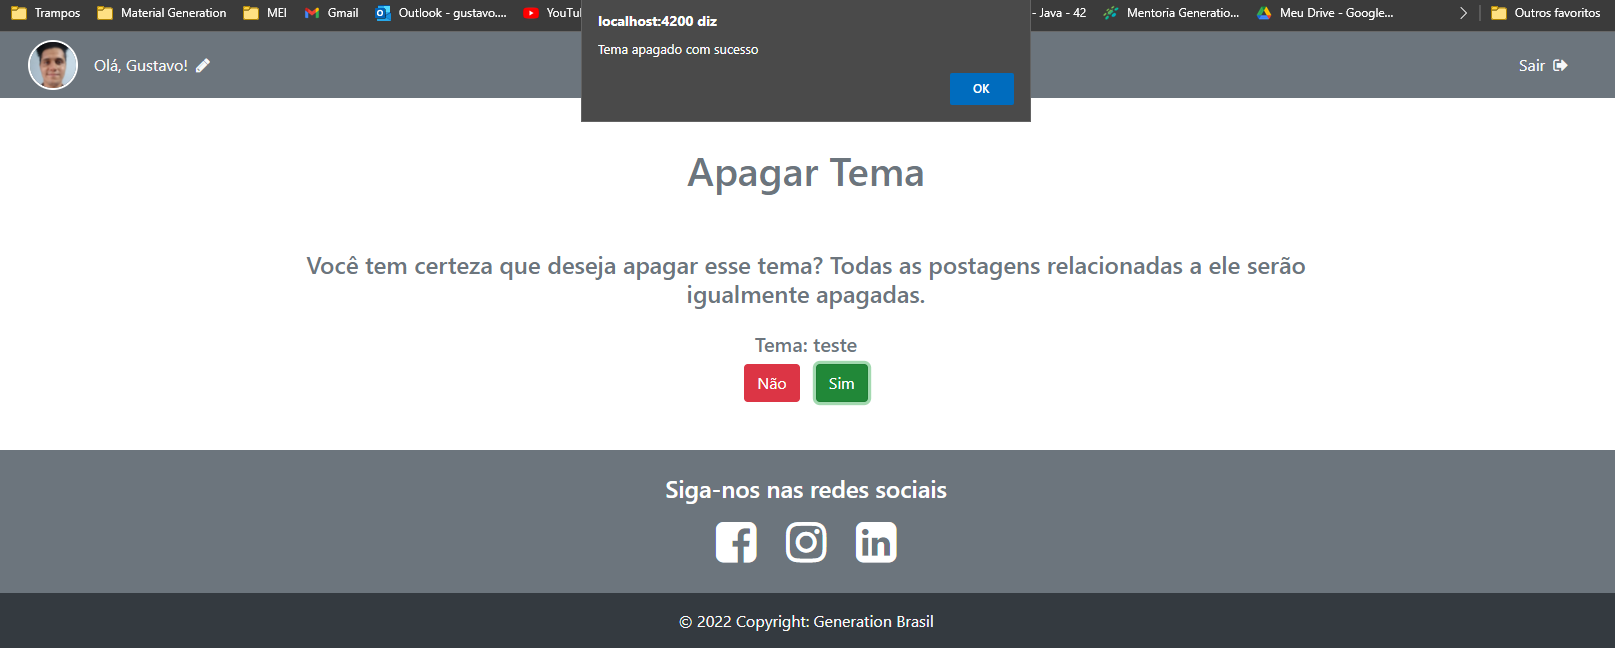 Trampos Material Generation MEI Gmail Outlook - gustavo.... - Java - 42 Mentoria Generatio... Meu Drive - Google... Outros favoritos
localhost:4200 diz
Tema apagado com sucesso
OK
Olá, Gustavo!
Sair
Apagar Tema
Você tem certeza que deseja apagar esse tema? Todas as postagens relacionadas a ele serão
igualmente apagadas.
Tema: teste
Não Sim
Siga-nos nas redes sociais
© 2022 Copyright: Generation Brasil